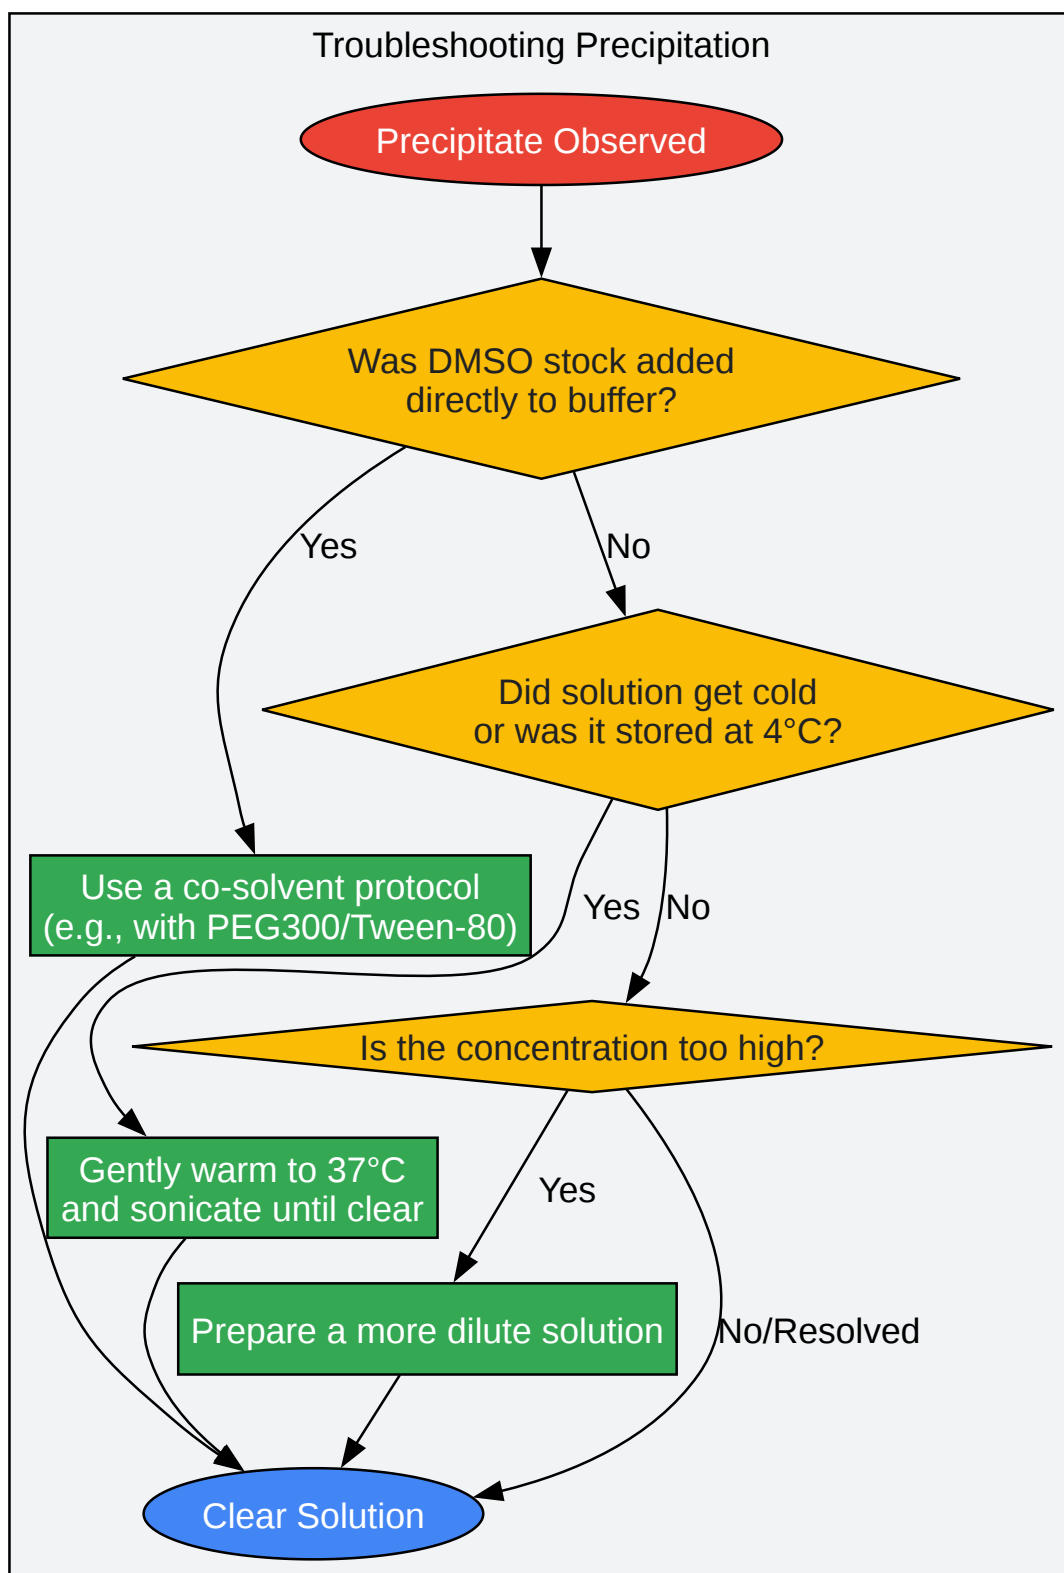 Troubleshooting Precipitation
Precipitate Observed
Was DMSO stock added
directly to buffer?
Yes
No
Did solution get cold
or was it stored at 4°C?
Use a co-solvent protocol
(e.g., with PEG300/Tween-80)
Yes
No
Is the concentration too high?
Gently warm to 37°C
and sonicate until clear
Yes
Prepare a more dilute solution
No/Resolved
Clear Solution